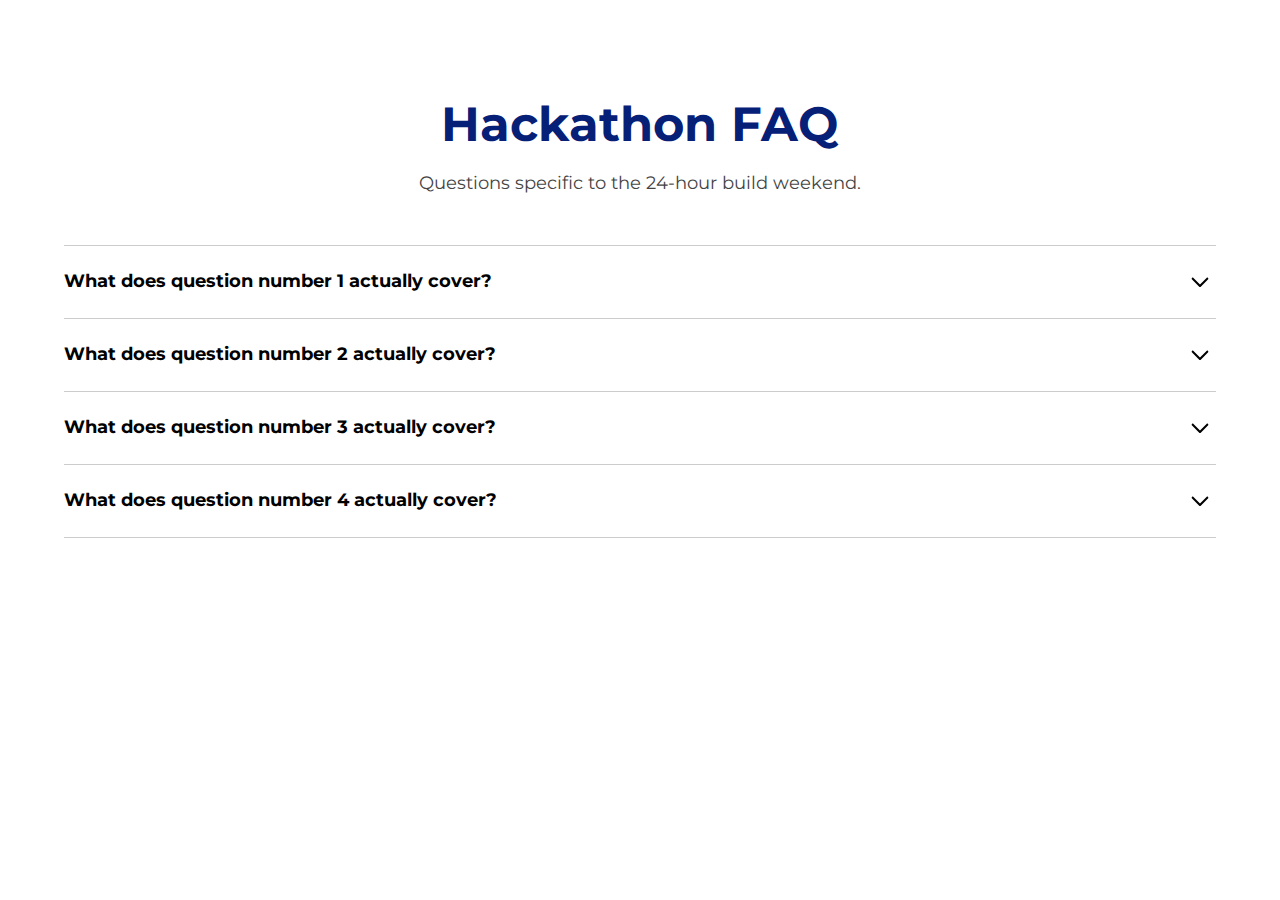 Hackathon FAQ
Questions specific to the 24-hour build weekend.
What does question number 1 actually cover?
What does question number 2 actually cover?
What does question number 3 actually cover?
What does question number 4 actually cover?